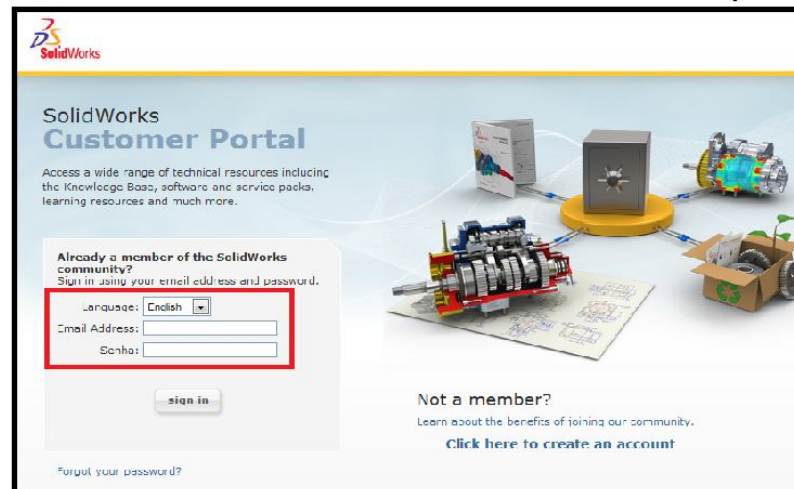 SolidWorks
SolidWorks
Customer Portal
Access a wide range of technical resources including
the Knowledge Base, software and service packs,
learning resources and much more.
Already a member of the SolidWorks
community?
Sign in using your email address and password.
Language: English
Email Address:
Senha:
sign in
Forgot your password?
Not a member?
Learn about the benefits of joining our community.
Click here to create an account